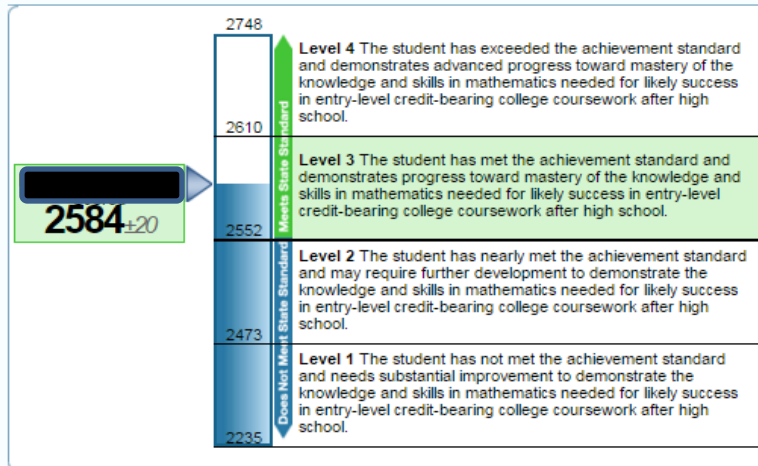 2748
Level 4 The student has exceeded the achievement standard
and demonstrates advanced progress toward mastery of the
knowledge and skills in mathematics needed for likely success
in entry-level credit-bearing college coursework after high
school.
2610
Level 3 The student has met the achievement standard and
demonstrates progress toward mastery of the knowledge and
skills in mathematics needed for likely success in entry-level
credit-bearing college coursework after high school.
2584±20
2552
Level 2 The student has nearly met the achievement standard
and may require further development to demonstrate the
knowledge and skills in mathematics needed for likely success
in entry-level credit-bearing college coursework after high
school.
2473
Level 1 The student has not met the achievement standard
and needs substantial improvement to demonstrate the
knowledge and skills in mathematics needed for likely success
in entry-level credit-bearing college coursework after high
school.
2235
Meets State Standard
Does Not Meet State Standard